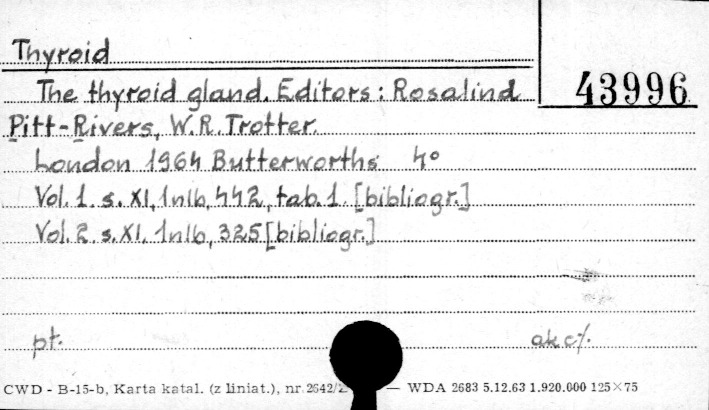 Thyroid
The thyroid gland. Editors: Rosalind
43996
Pitt-Rivers, W.R. Trotter.
London 1964 Butterworths 4°
Vol. 1. s. XI, 1nlb, 442, tab. 1. [bibliogr.]
Vol. 2. s. XI, 1nlb, 325 [bibliogr.]
pt. akc/.
CWD - B-15-b, Karta katal. (z liniat.), nr 2642/ — WDA 2683 5.12.63 1.920.000 125×75